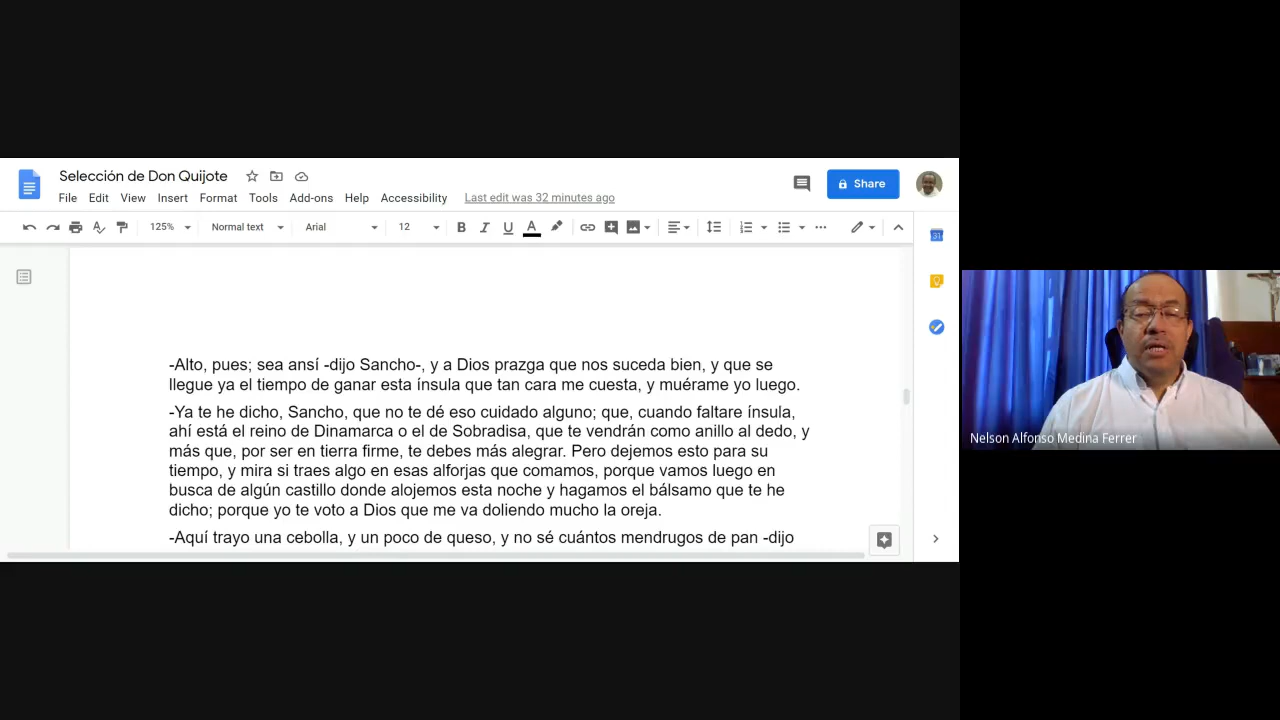 Selección de Don Quijote
File Edit View Insert Format Tools Add-ons Help Accessibility Last edit was 32 minutes ago
Share
125% Normal text Arial 12 B I U A
31
-Alto, pues; sea ansí -dijo Sancho-, y a Dios prazga que nos suceda bien, y que se
llegue ya el tiempo de ganar esta ínsula que tan cara me cuesta, y muérame yo luego.
-Ya te he dicho, Sancho, que no te dé eso cuidado alguno; que, cuando faltare ínsula,
ahí está el reino de Dinamarca o el de Sobradisa, que te vendrán como anillo al dedo, y
más que, por ser en tierra firme, te debes más alegrar. Pero dejemos esto para su
tiempo, y mira si traes algo en esas alforjas que comamos, porque vamos luego en
busca de algún castillo donde alojemos esta noche y hagamos el bálsamo que te he
dicho; porque yo te voto a Dios que me va doliendo mucho la oreja.
-Aquí trayo una cebolla, y un poco de queso, y no sé cuántos mendrugos de pan -dijo
Nelson Alfonso Medina Ferrer